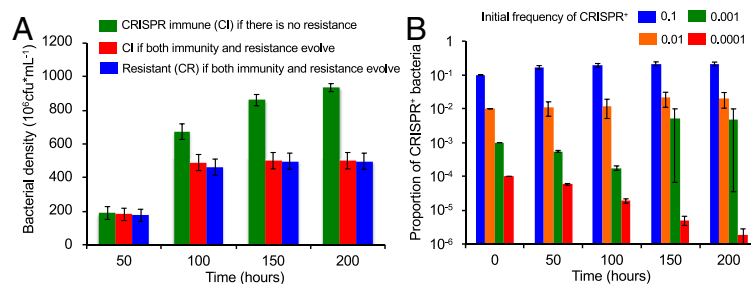 A
CRISPR immune (CI) if there is no resistance
CI if both immunity and resistance evolve
Resistant (CR) if both immunity and resistance evolve
Bacterial density (10⁶cfu*mL⁻¹)
1200
1000
800
600
400
200
0
50 100 150 200
Time (hours)
B
Initial frequency of CRISPR⁺
0.1 0.001
0.01 0.0001
Proportion of CRISPR⁺ bacteria
1
10⁻¹
10⁻²
10⁻³
10⁻⁴
10⁻⁵
10⁻⁶
0 50 100 150 200
Time (hours)